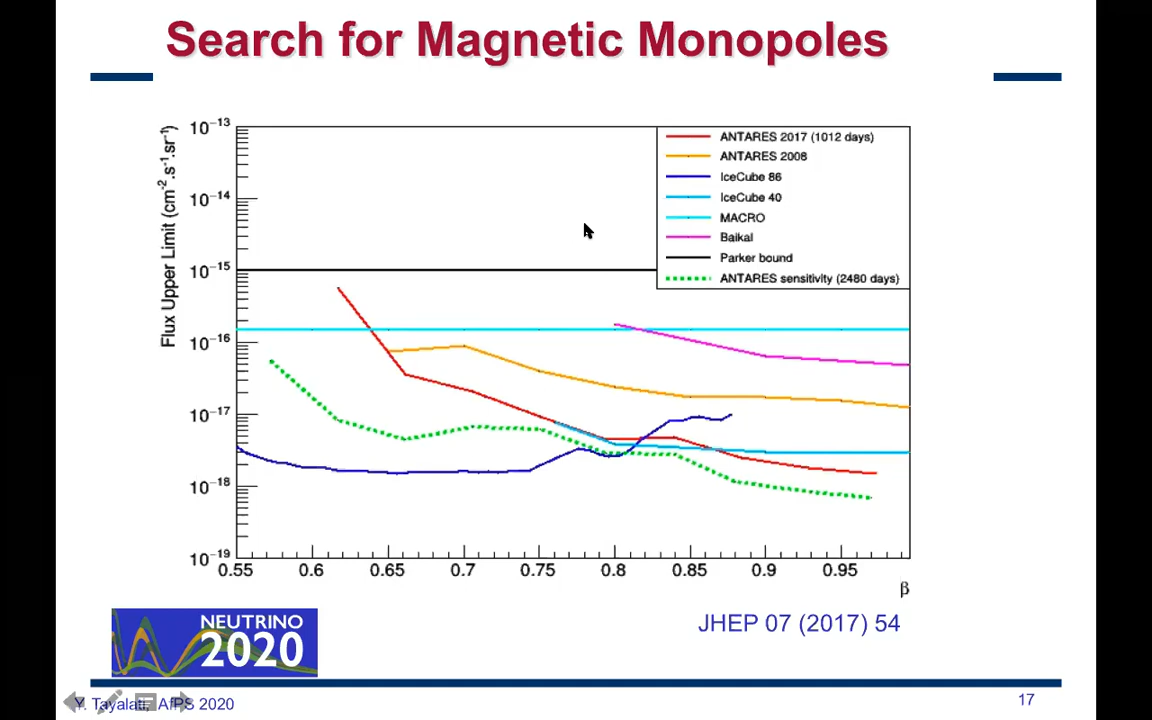 Search for Magnetic Monopoles
Flux Upper Limit (cm⁻².s⁻¹.sr⁻¹)
10⁻¹³
10⁻¹⁴
10⁻¹⁵
10⁻¹⁶
10⁻¹⁷
10⁻¹⁸
10⁻¹⁹
ANTARES 2017 (1012 days)
ANTARES 2008
IceCube 86
IceCube 40
MACRO
Baikal
Parker bound
ANTARES sensitivity (2480 days)
0.55 0.6 0.65 0.7 0.75 0.8 0.85 0.9 0.95
β
NEUTRINO
2020
JHEP 07 (2017) 54
Y. Tayalati, AfPS 2020
17